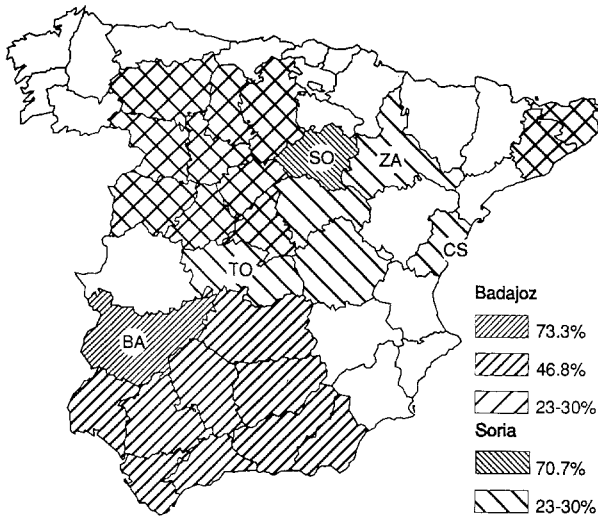 SO
ZA
CS
TO
BA
Badajoz
73.3%
46.8%
23-30%
Soria
70.7%
23-30%